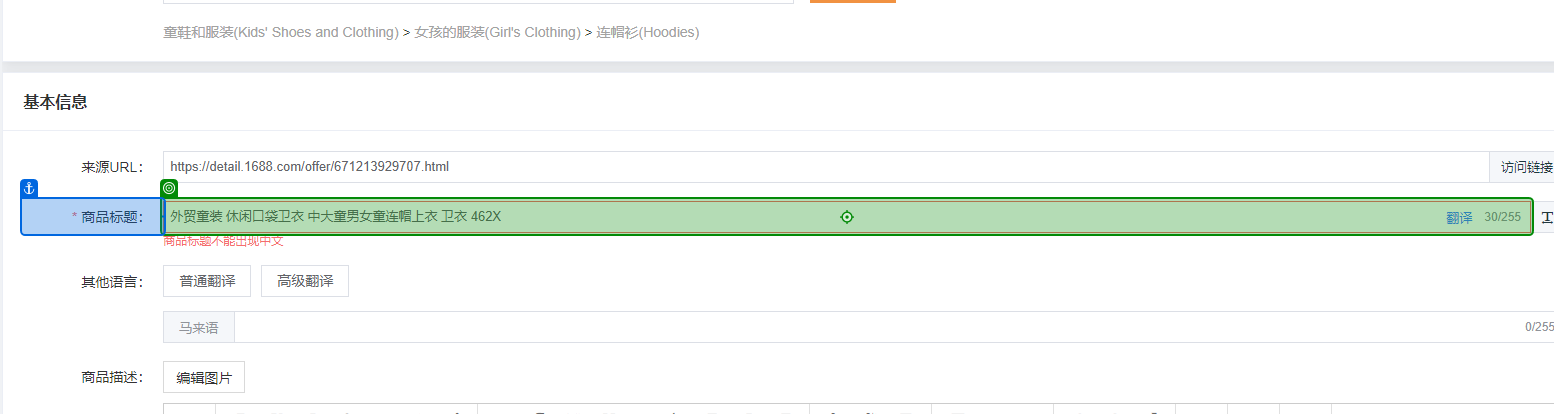 童鞋和服装(Kids' Shoes and Clothing) > 女孩的服装(Girl's Clothing) > 连帽衫(Hoodies)
基本信息
来源URL： https://detail.1688.com/offer/671213929707.html 访问链接
* 商品标题： 外贸童装 休闲口袋卫衣 中大童男女童连帽上衣 卫衣 462X 翻译 30/255
商品标题不能出现中文
其他语言： 普通翻译 高级翻译
马来语 0/255
商品描述： 编辑图片